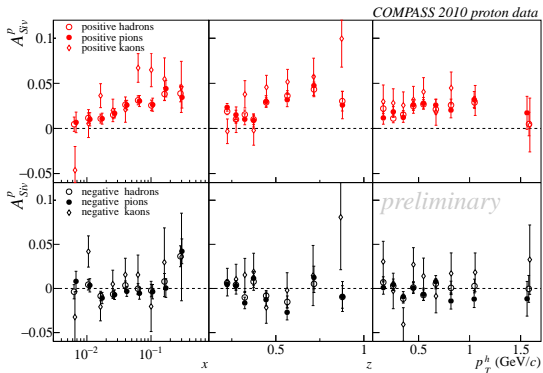 COMPASS 2010 proton data
A^p_Siv
0.1
0.05
0
−0.05
positive hadrons
positive pions
positive kaons
A^p_Siv
0.1
0.05
0
−0.05
negative hadrons
negative pions
negative kaons
preliminary
10^−2 10^−1 0.5 1 0.5 1 1.5
x z p^h_T (GeV/c)